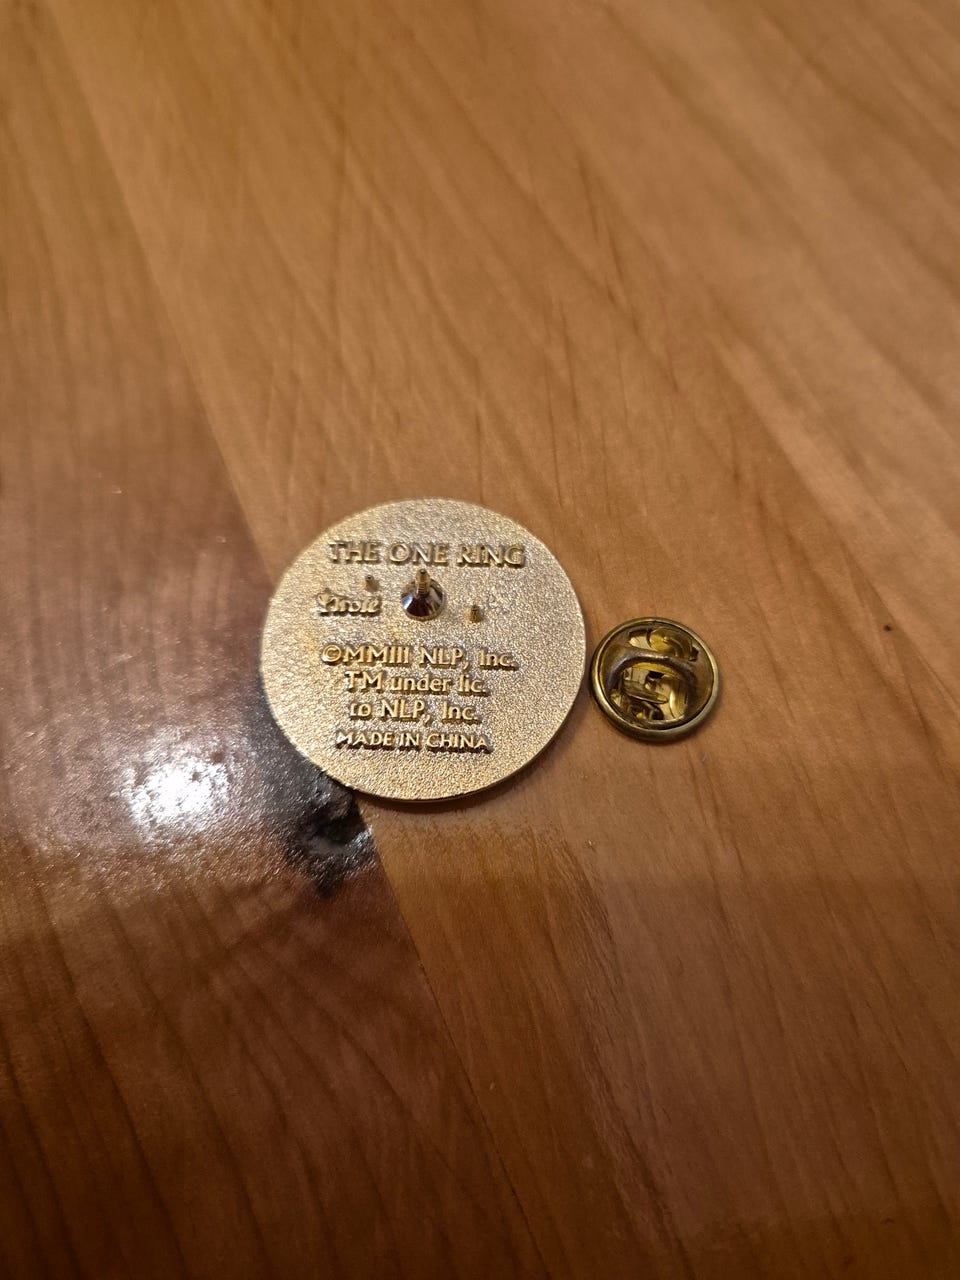 THE ONE RING
©MMIII NLP, Inc.
TM under lic.
to NLP, Inc.
MADE IN CHINA